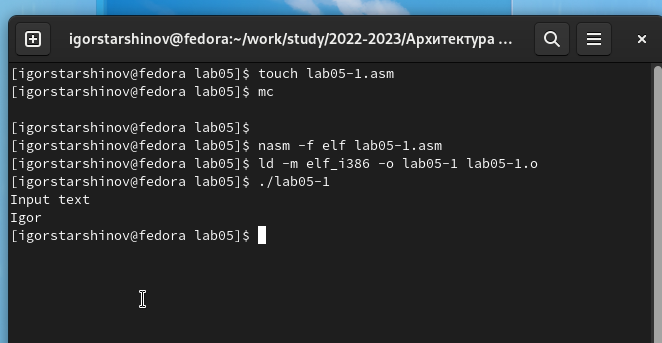 igorstarshinov@fedora:~/work/study/2022-2023/Архитектура ...
[igorstarshinov@fedora lab05]$ touch lab05-1.asm
[igorstarshinov@fedora lab05]$ mc
[igorstarshinov@fedora lab05]$
[igorstarshinov@fedora lab05]$ nasm -f elf lab05-1.asm
[igorstarshinov@fedora lab05]$ ld -m elf_i386 -o lab05-1 lab05-1.o
[igorstarshinov@fedora lab05]$ ./lab05-1
Input text
Igor
[igorstarshinov@fedora lab05]$